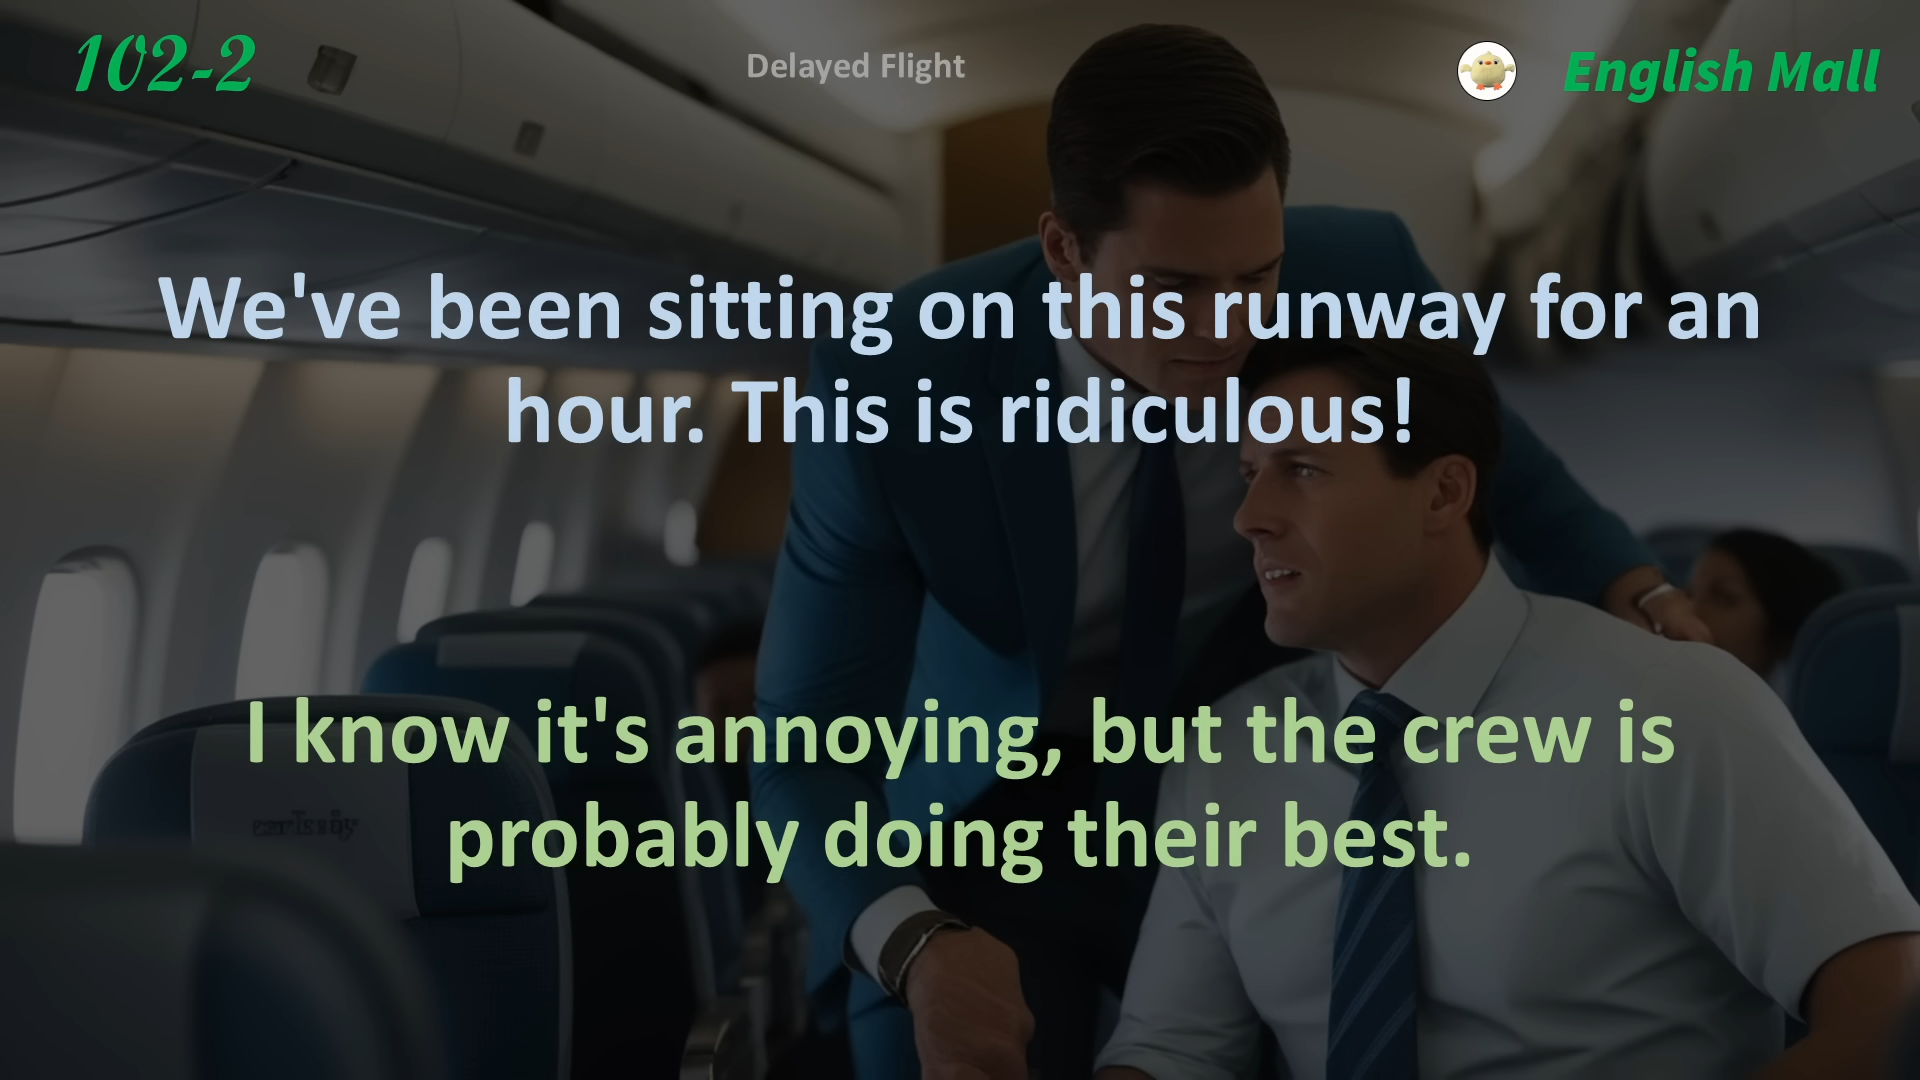 102-2
Delayed Flight
English Mall
We've been sitting on this runway for an
hour. This is ridiculous!
I know it's annoying, but the crew is
probably doing their best.